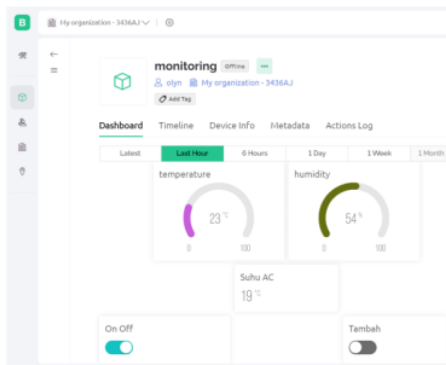 B My organization - 3436AJ
monitoring Offline
olyn My organization - 3436AJ
Add Tag
Dashboard Timeline Device Info Metadata Actions Log
Latest Last Hour 6 Hours 1 Day 1 Week 1 Month
temperature humidity
23 °C 54 %
0 100 0 100
Suhu AC
19 °C
On Off Tambah